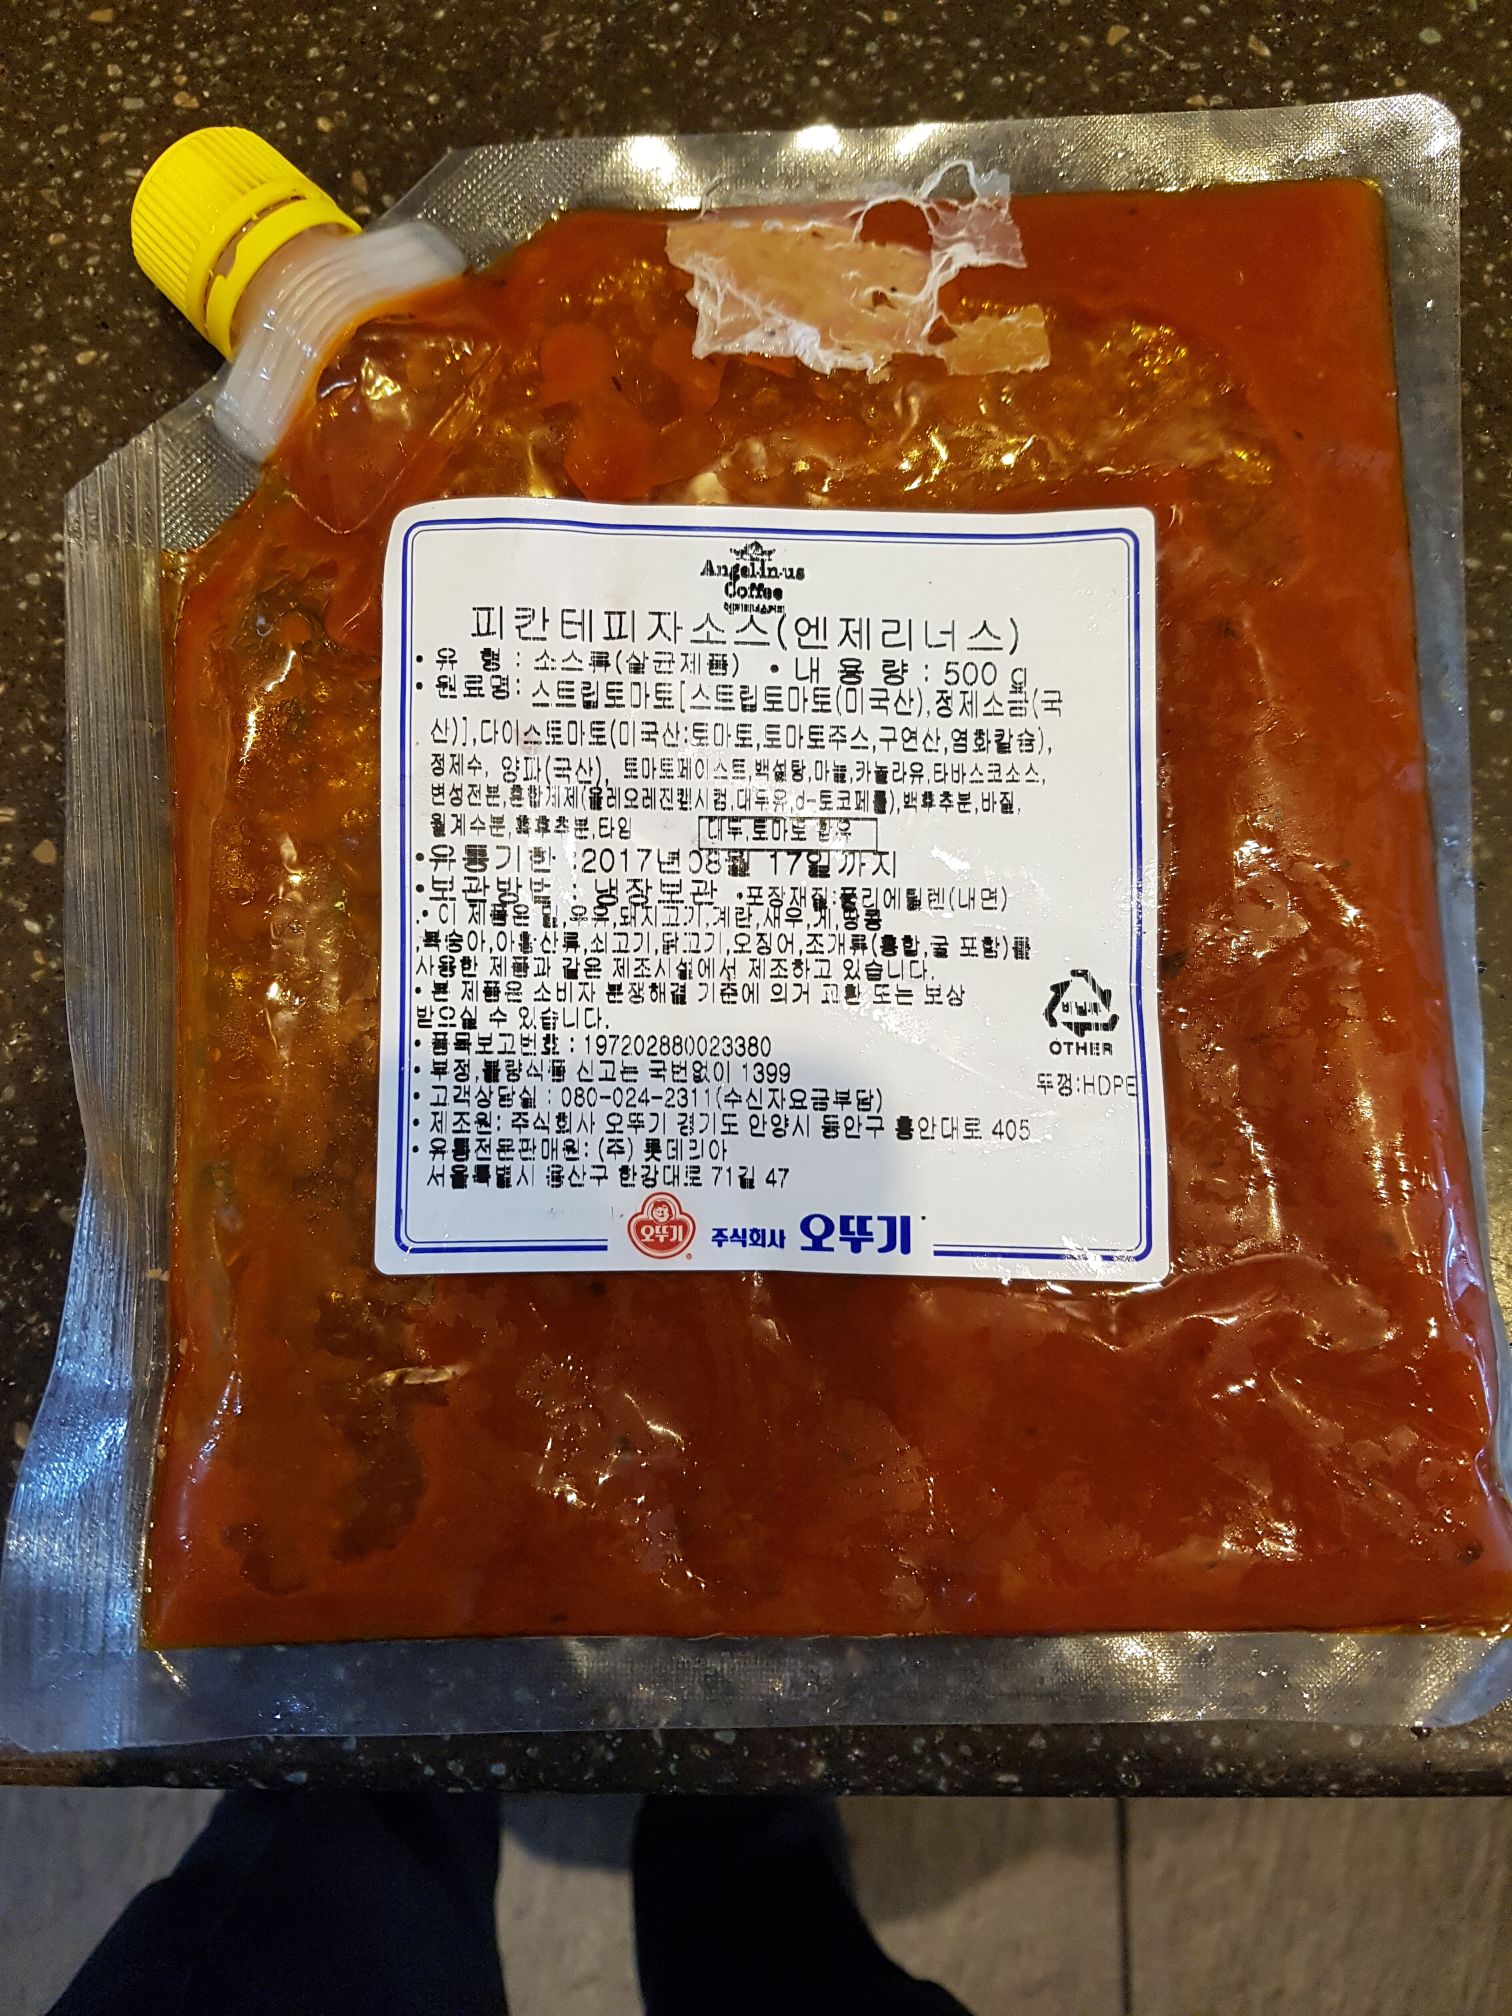 Angel-in-us
Coffee
엔제리너스커피
피칸테피자소스(엔제리너스)
• 유 형 : 소스류(살균제품) • 내 용 량 : 500 g
• 원료명: 스트립토마토[스트립토마토(미국산),정제소금(국
산)],다이스토마토(미국산:토마토,토마토주스,구연산,염화칼슘),
정제수, 양파(국산), 토마토페이스트,백설탕,마늘,카놀라유,타바스코소스,
변성전분,혼합제제(올레오레진캡시컴,대두유,d-토코페롤),백후추분,바질,
월계수분,흑후추분,타임 대두,토마토 함유
•유통기한 :2017년08월 17일까지
•보관방법 : 냉장보관 •포장재질:폴리에틸렌(내면)
• 이 제품은 밀,우유,돼지고기,계란,새우,게,땅콩
,복숭아,아황산류,쇠고기,닭고기,오징어,조개류(홍합,굴 포함)를
사용한 제품과 같은 제조시설에서 제조하고 있습니다.
• 본 제품은 소비자 분쟁해결 기준에 의거 교환 또는 보상
받으실 수 있습니다.
• 품목보고번호 : 197202880023380
• 부정,불량식품 신고는 국번없이 1399
• 고객상담실 : 080-024-2311(수신자요금부담)
• 제조원: 주식회사 오뚜기 경기도 안양시 동안구 흥안대로 405
• 유통전문판매원: (주) 롯데리아
서울특별시 용산구 한강대로 71길 47
비닐류
OTHER
뚜껑:HDPE
오뚜기 주식회사 오뚜기